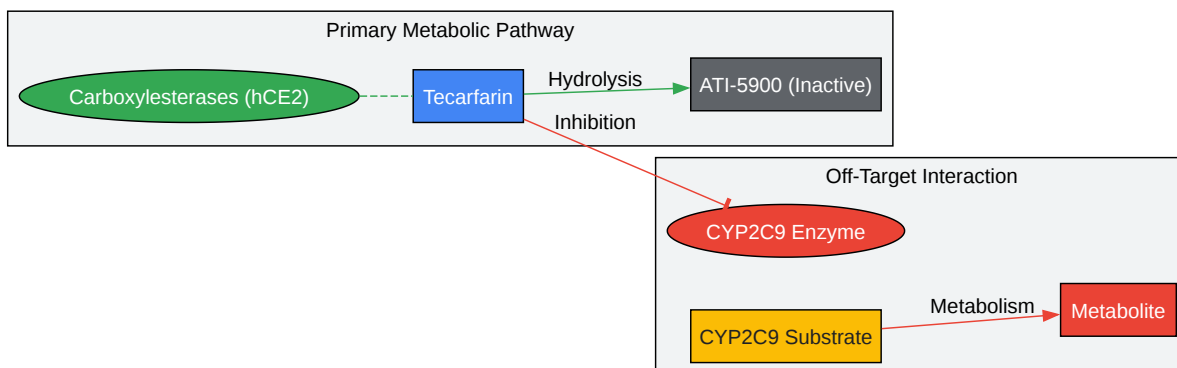 Primary Metabolic Pathway
Carboxylesterases (hCE2)
Tecarfarin
Hydrolysis
ATI-5900 (Inactive)
Inhibition
Off-Target Interaction
CYP2C9 Enzyme
CYP2C9 Substrate
Metabolism
Metabolite